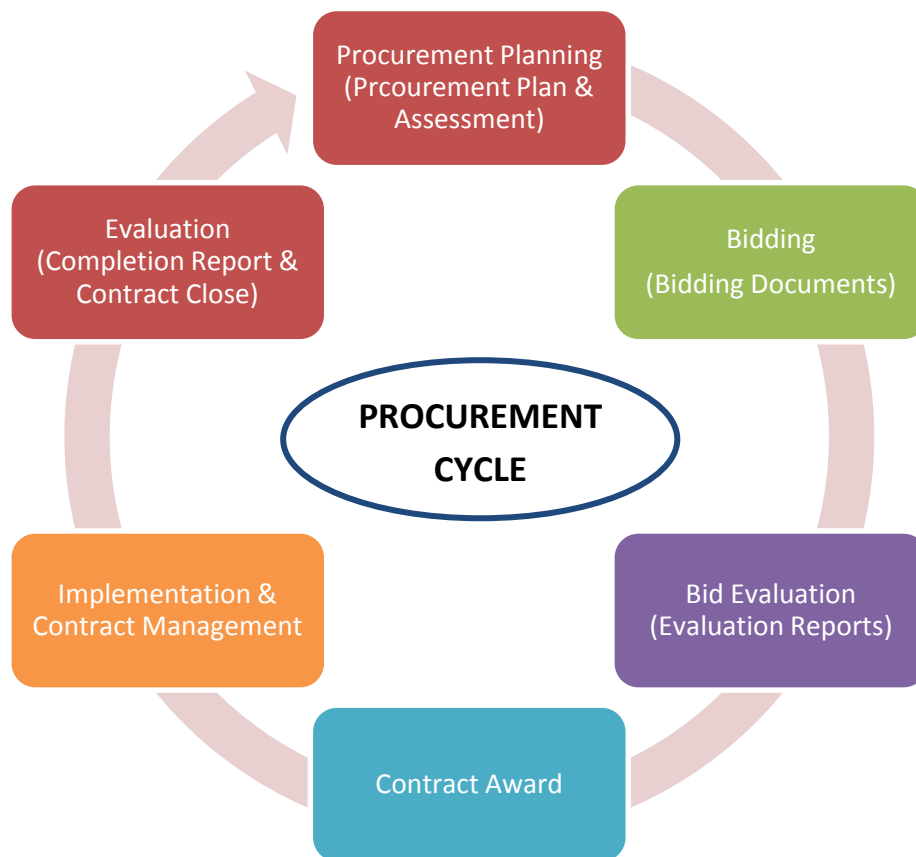 Procurement Planning
(Prcourement Plan &
Assessment)
Bidding
(Bidding Documents)
Bid Evaluation
(Evaluation Reports)
Contract Award
Implementation &
Contract Management
Evaluation
(Completion Report &
Contract Close)
PROCUREMENT
CYCLE